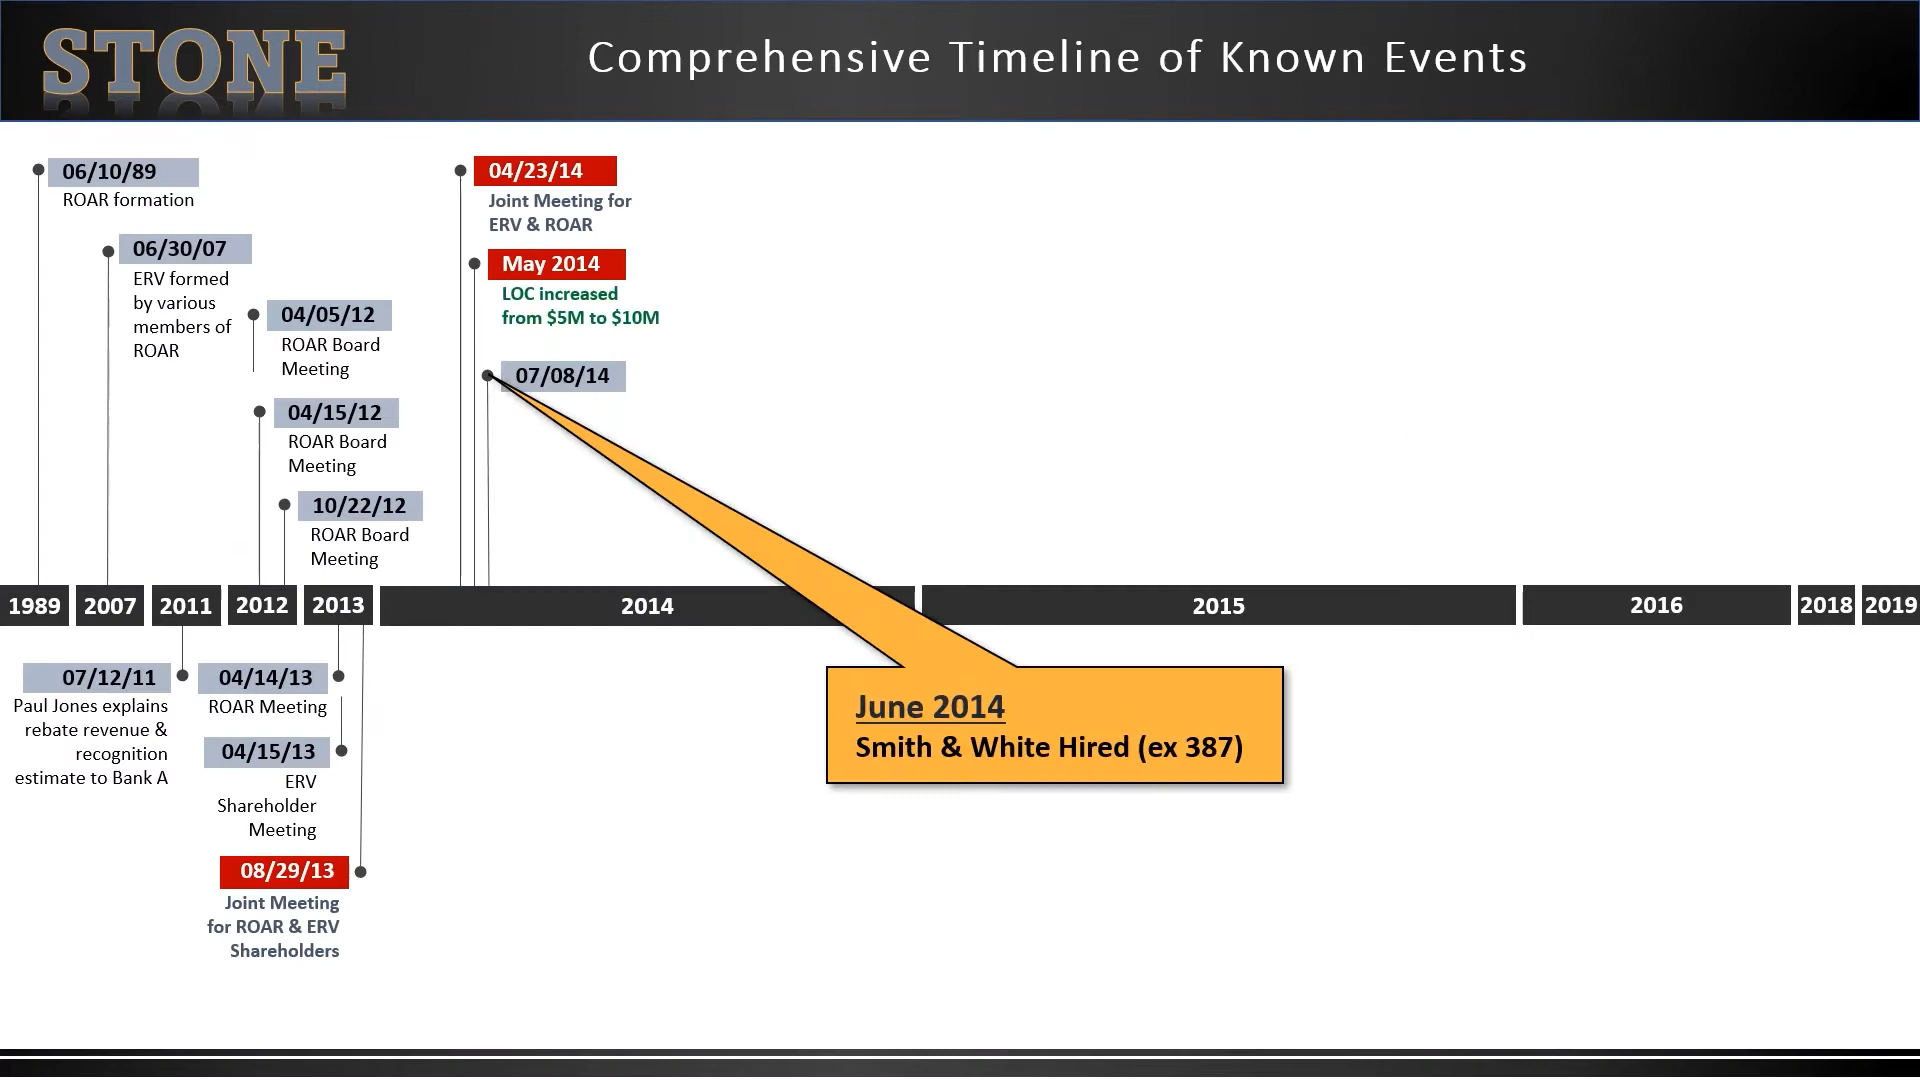 STONE
Comprehensive Timeline of Known Events
06/10/89
ROAR formation
06/30/07
ERV formed
by various
members of
ROAR
04/05/12
ROAR Board
Meeting
04/15/12
ROAR Board
Meeting
10/22/12
ROAR Board
Meeting
04/23/14
Joint Meeting for
ERV & ROAR
May 2014
LOC increased
from $5M to $10M
07/08/14
1989
2007
2011
2012
2013
2014
2015
2016
2018
2019
07/12/11
Paul Jones explains
rebate revenue &
recognition
estimate to Bank A
04/14/13
ROAR Meeting
04/15/13
ERV
Shareholder
Meeting
08/29/13
Joint Meeting
for ROAR & ERV
Shareholders
June 2014
Smith & White Hired (ex 387)